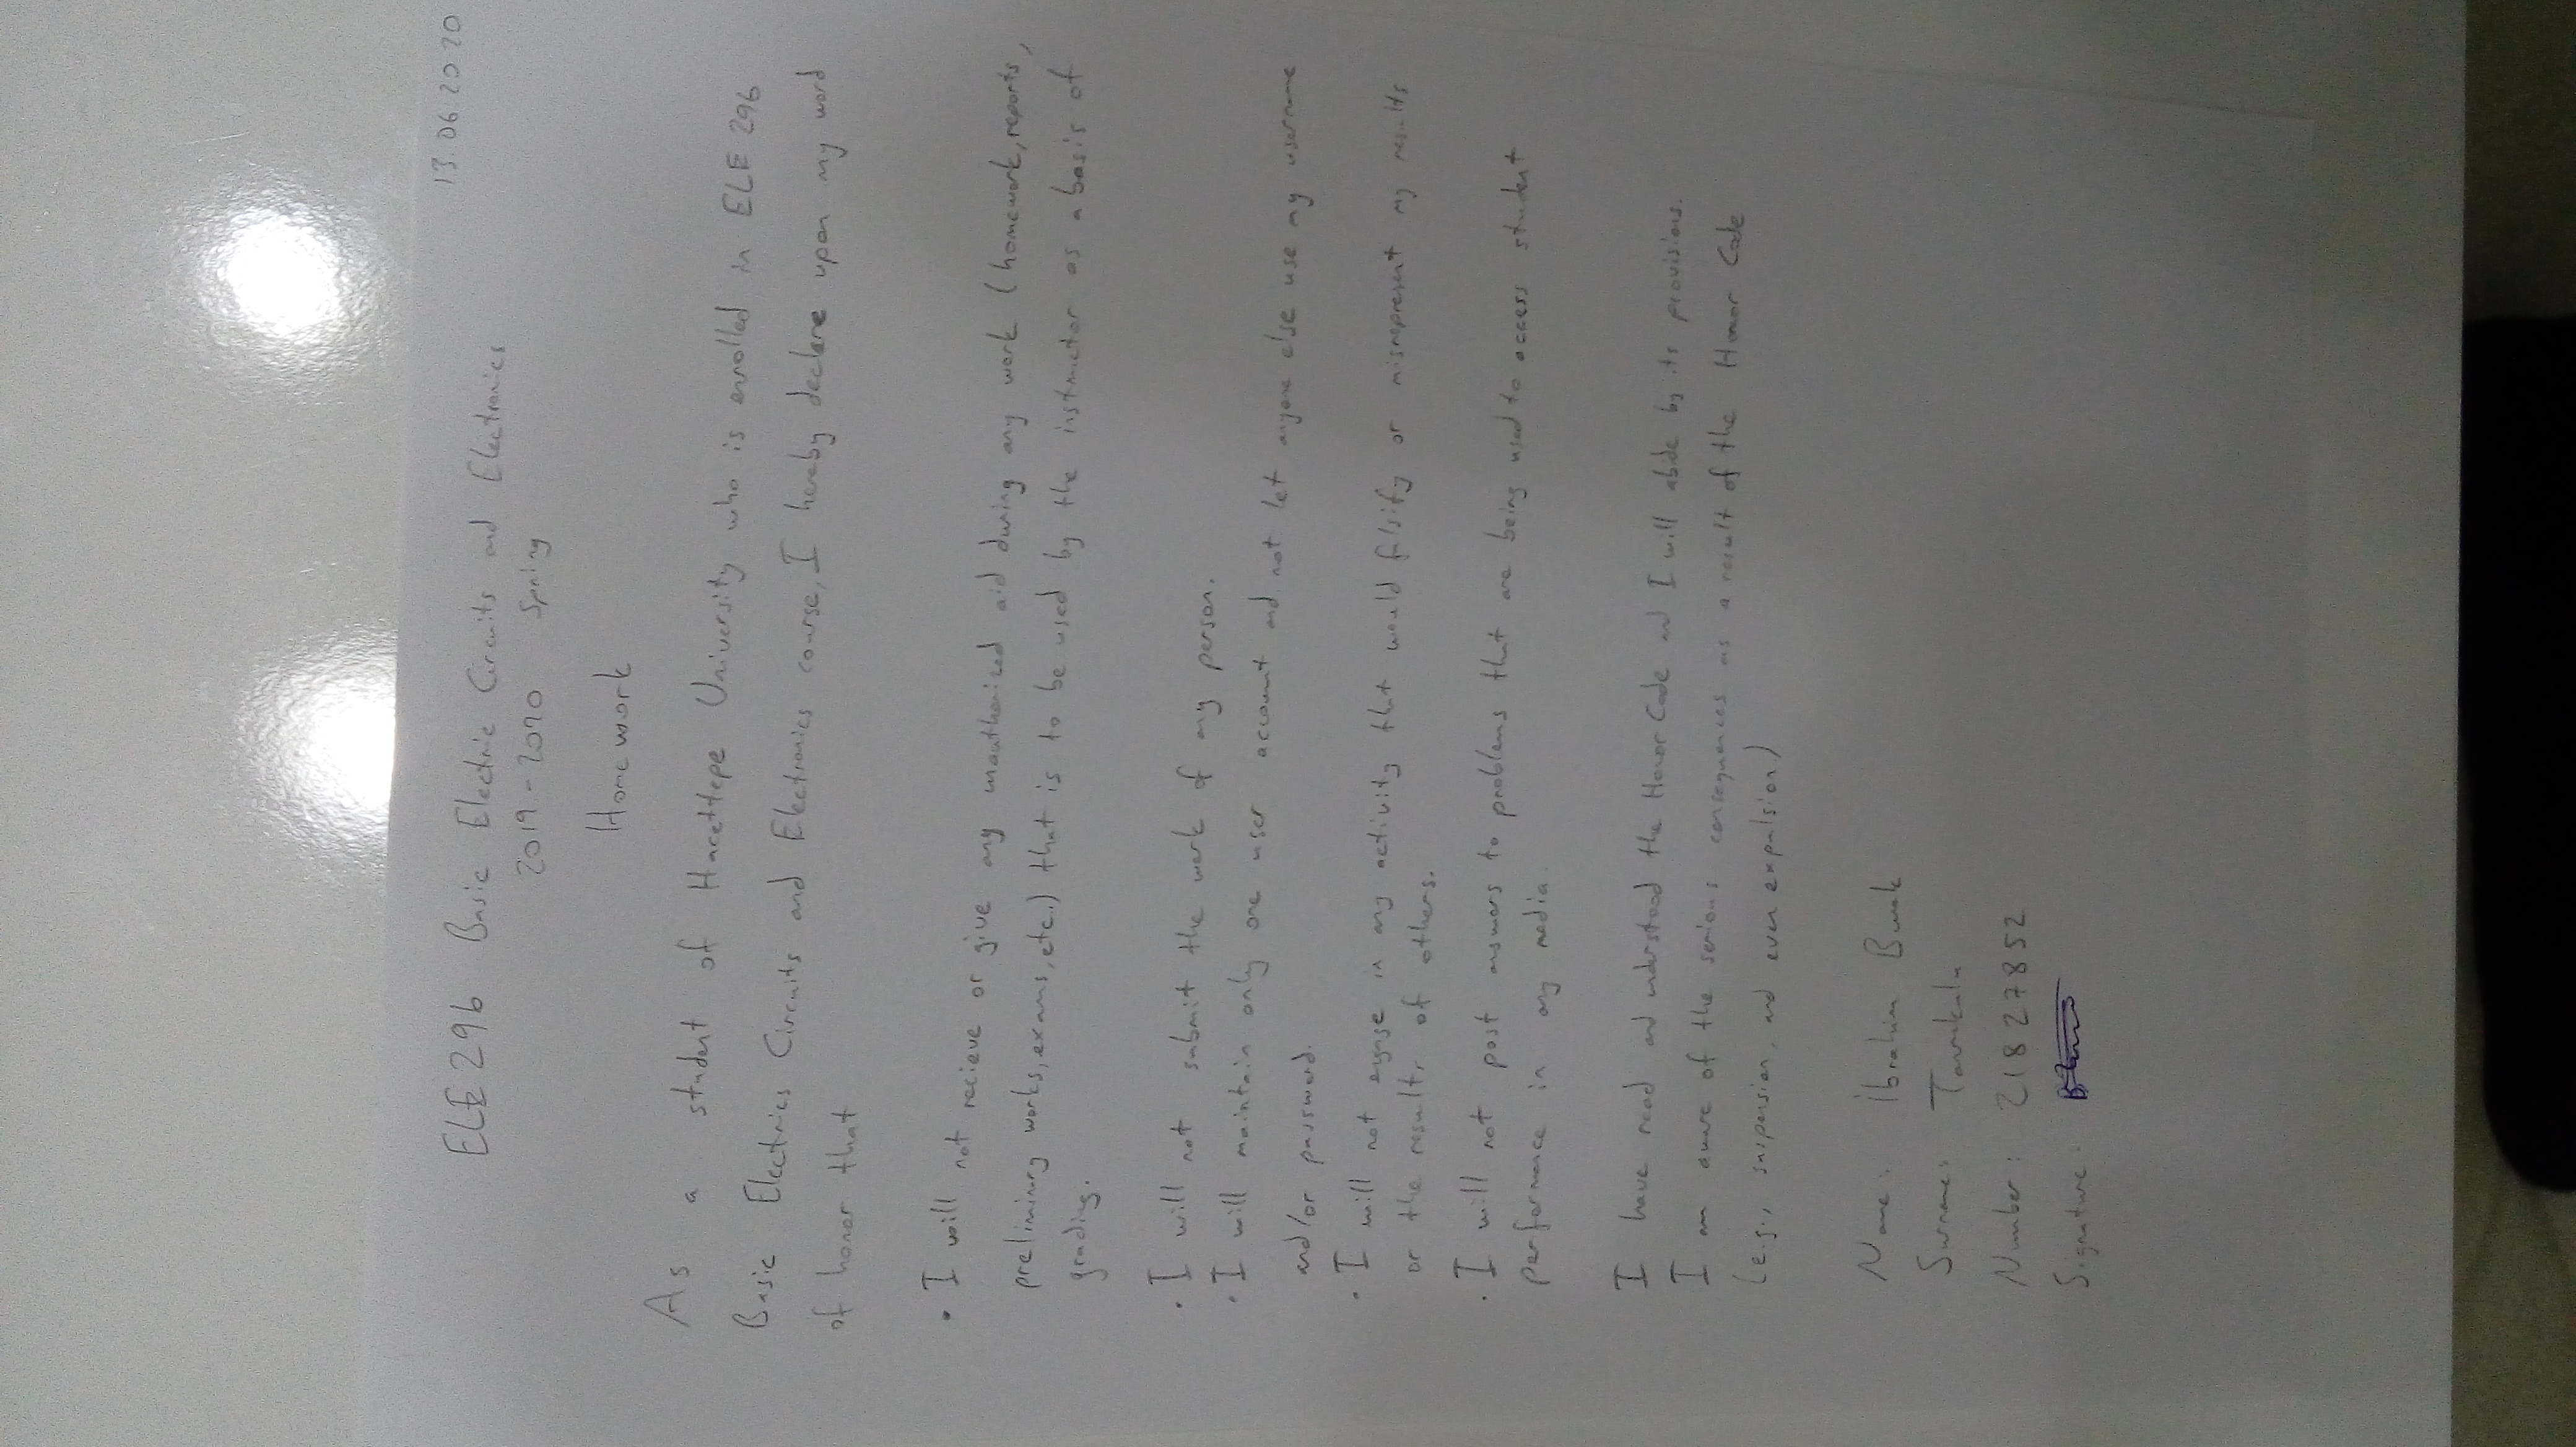 13.06.2020
ELE 296 Basic Electric Circuits and Electronics
2019-2020 Spring
Homework
As a student of Hacettepe University who is enrolled in ELE 296
Basic Electrics Circuits and Electronics course, I hereby declare upon my word
of honor that
• I will not recieve or give any unauthorized aid during any work (homework, reports,
preliminary works, exams, etc.) that is to be used by the instructor as a basis of
grading.
• I will not submit the work of any person.
• I will maintain only one user account and not let anyone else use my username
and/or password.
• I will not engage in any activity that would falsify or misrepresent my results
or the results of others.
• I will not post answers to problems that are being used to access student
performance in any media.
I have read and understood the Honor Code and I will abide by its provisions.
I am aware of the serious consequences as a result of the Honor Code
(e.g., suspension, and even expulsion)
Name: İbrahim Burak
Surname:
Number: 21827852
Signature: